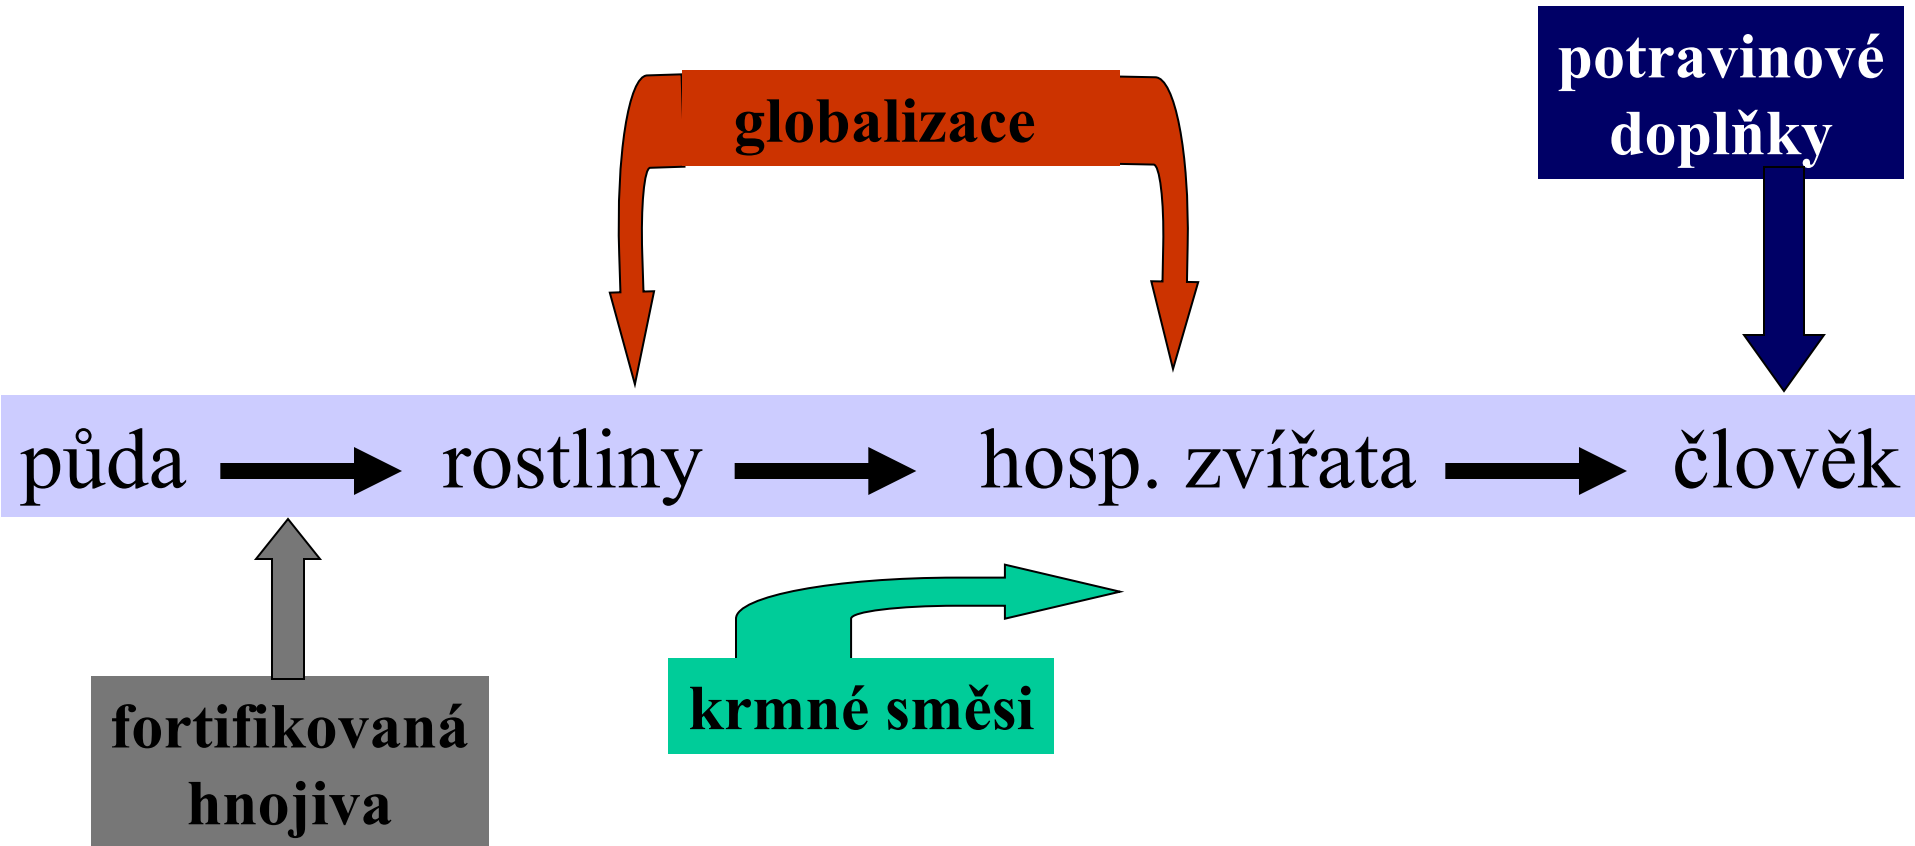 potravinové
doplňky
globalizace
půda rostliny hosp. zvířata člověk
krmné směsi
fortifikovaná
hnojiva